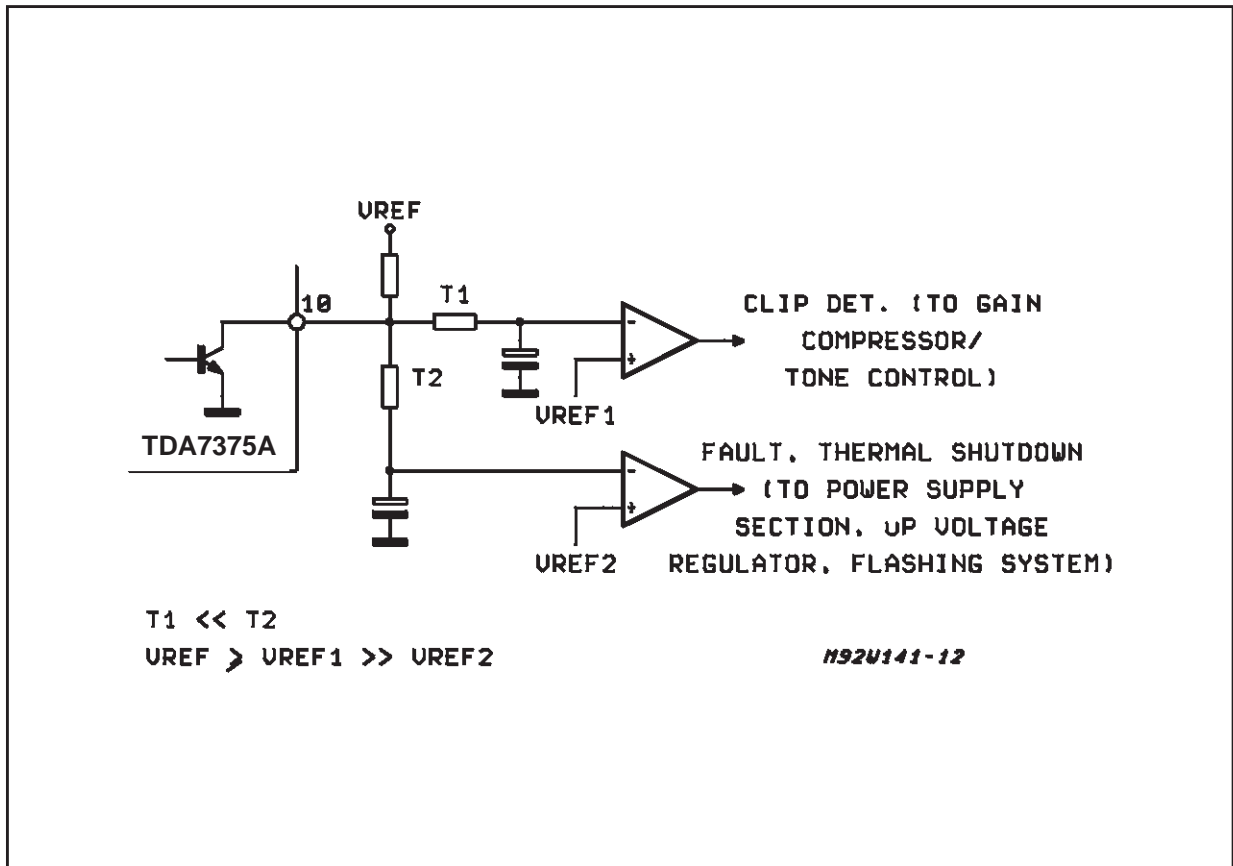 VREF
10
T1
T2
TDA7375A
-
+
VREF1
CLIP DET. (TO GAIN
COMPRESSOR/
TONE CONTROL)
-
+
VREF2
FAULT, THERMAL SHUTDOWN
(TO POWER SUPPLY
SECTION, uP VOLTAGE
REGULATOR, FLASHING SYSTEM)
T1 << T2
VREF > VREF1 >> VREF2
M92U141-12